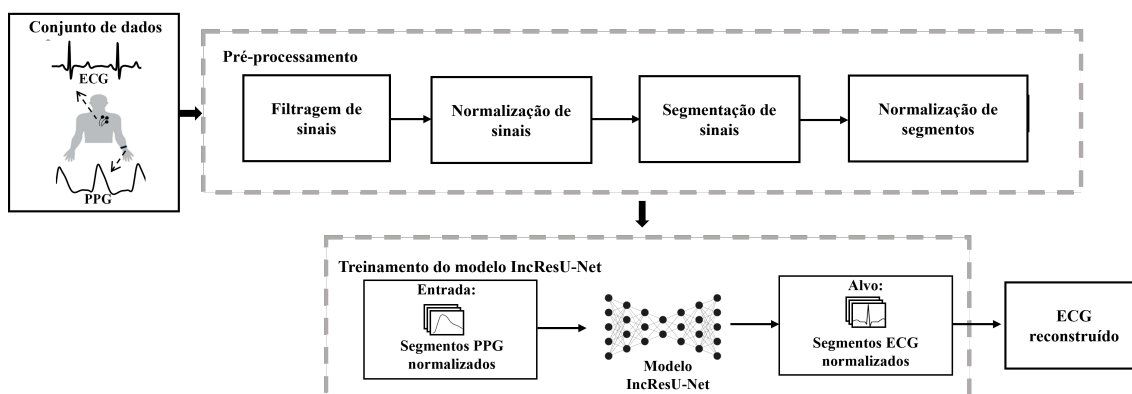 Conjunto de dados
ECG
PPG
Pré-processamento
Filtragem de
sinais
Normalização de
sinais
Segmentação de
sinais
Normalização de
segmentos
Treinamento do modelo IncResU-Net
Entrada:
Segmentos PPG
normalizados
Modelo
IncResU-Net
Alvo:
Segmentos ECG
normalizados
ECG
reconstruído